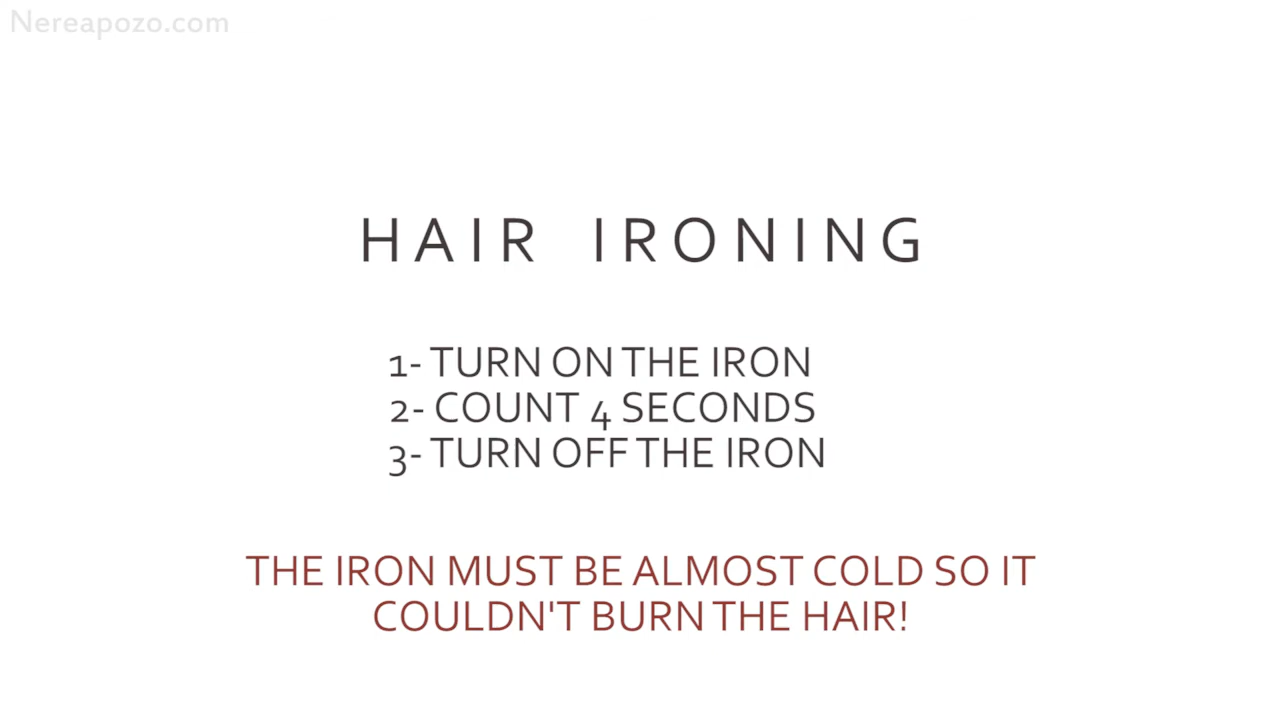 Nereapozo.com
HAIR IRONING
1- TURN ON THE IRON
2- COUNT 4 SECONDS
3- TURN OFF THE IRON
THE IRON MUST BE ALMOST COLD SO IT
COULDN'T BURN THE HAIR!